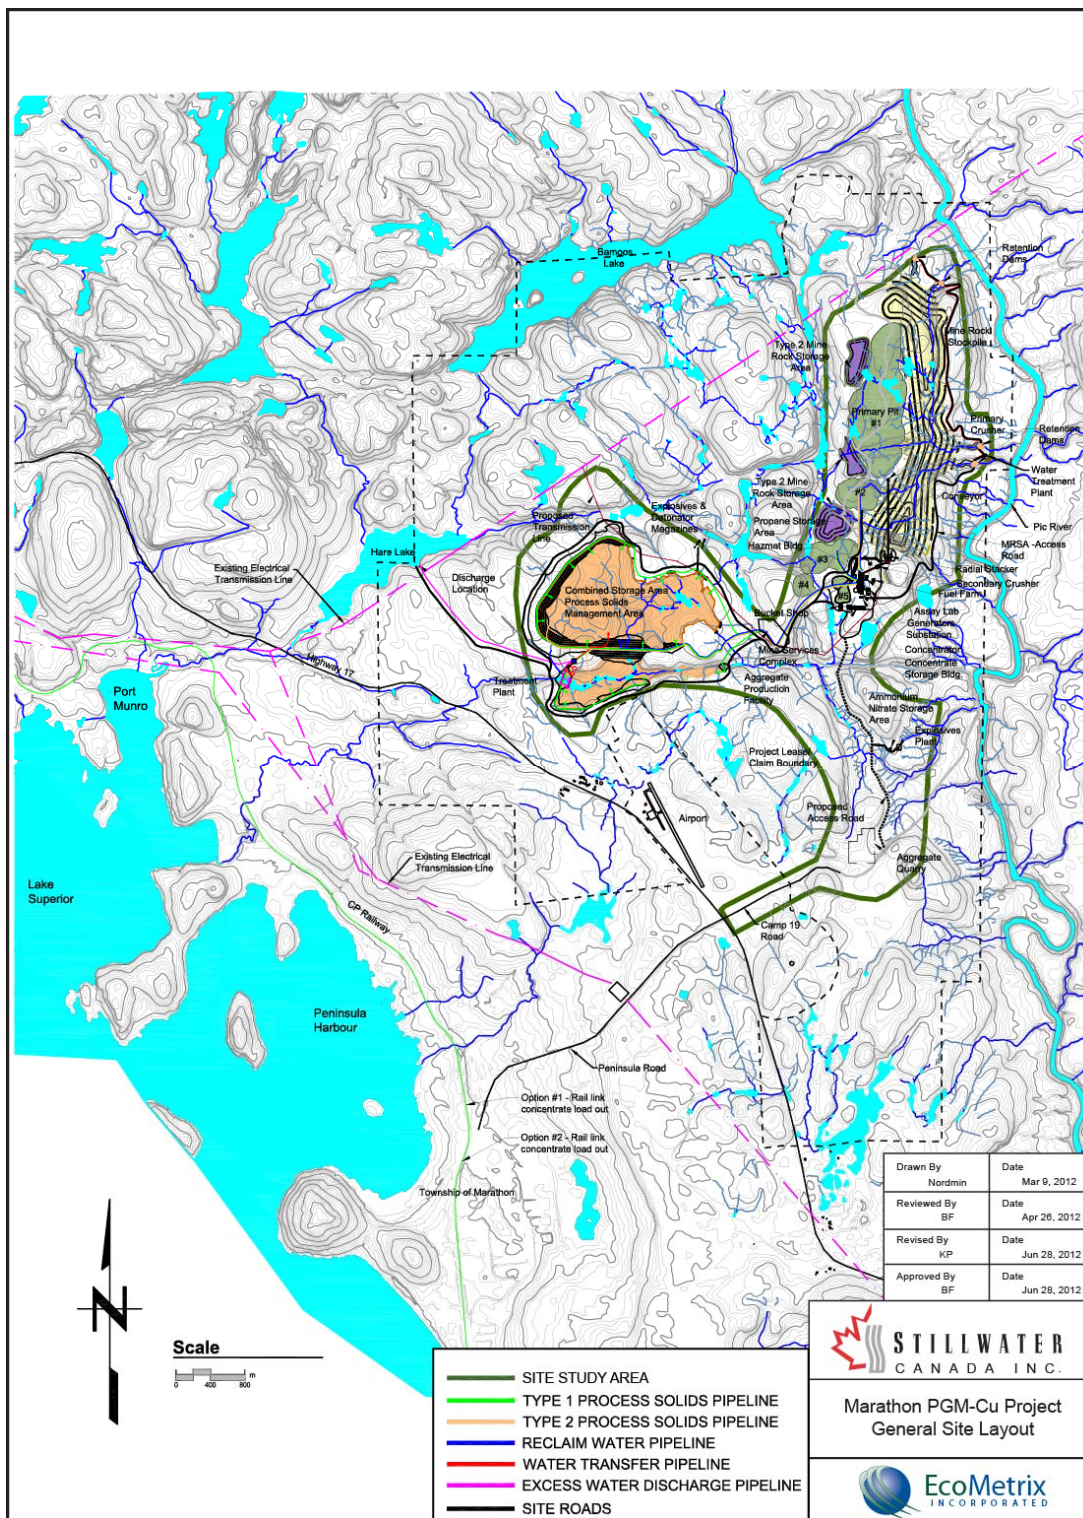 Bamoos
Lake
Retention
Dams
Mine Rock
Stockpile
Type 2 Mine
Rock Storage
Area
Primary Pit
#1
Primary
Crusher
Retention
Dams
Water
Treatment
Plant
Type 2 Mine
Rock Storage
Area
#2
Conveyor
Pic River
Explosives &
Detonator
Magazines
Proposed
Transmission
Line
Propane Storage
Area
Hazmat Bldg.
MRSA -Access
Road
Hare Lake
#3
Radial Stacker
Existing Electrical
Transmission Line
Discharge
Location
Combined Storage Area
Process Solids
Management Area
#4
#5
Secondary Crusher
Fuel Farm
Bucket Shop
Assay Lab
Generators
Substation
Highway 17
Mine Services
Complex
Concentrator
Concentrate
Storage Bldg.
Treatment
Plant
Aggregate
Production
Facility
Port
Munro
Ammonium
Nitrate Storage
Area
Explosives
Plant
Project Lease/
Claim Boundary
Airport
Proposed
Access Road
Existing Electrical
Transmission Line
Aggregate
Quarry
Lake
Superior
CP Railway
Camp 19
Road
Peninsula
Harbour
Peninsula Road
Option #1 - Rail link
concentrate load out
Option #2 - Rail link
concentrate load out
Township of Marathon
N
Scale
0 400 800 m
Drawn By Date
Nordmin Mar 9, 2012
Reviewed By Date
BF Apr 26, 2012
Revised By Date
KP Jun 28, 2012
Approved By Date
BF Jun 28, 2012
STILLWATER
CANADA INC.
Marathon PGM-Cu Project
General Site Layout
EcoMetrix
INCORPORATED
SITE STUDY AREA
TYPE 1 PROCESS SOLIDS PIPELINE
TYPE 2 PROCESS SOLIDS PIPELINE
RECLAIM WATER PIPELINE
WATER TRANSFER PIPELINE
EXCESS WATER DISCHARGE PIPELINE
SITE ROADS